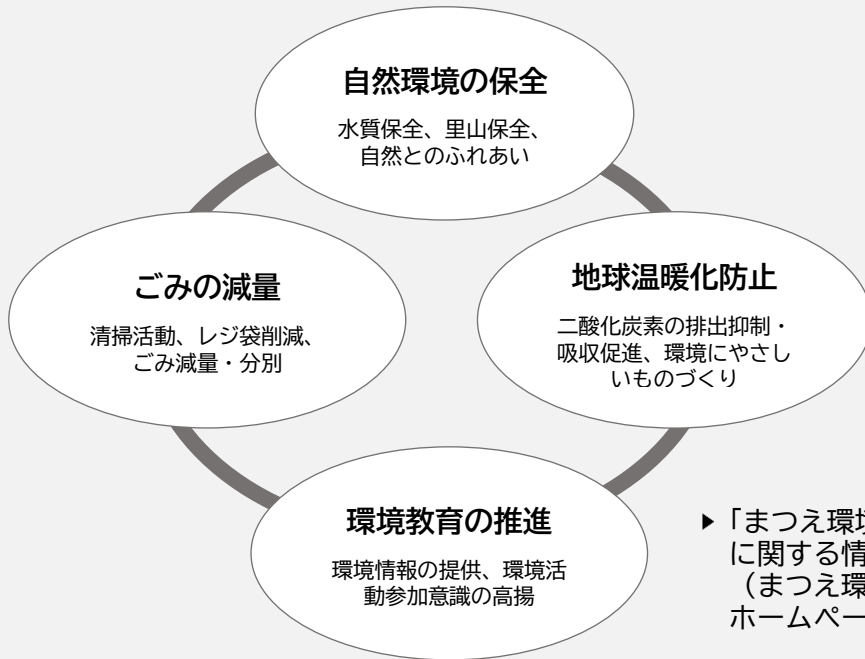 自然環境の保全
水質保全、里山保全、
自然とのふれあい
ごみの減量
清掃活動、レジ袋削減、
ごみ減量・分別
地球温暖化防止
二酸化炭素の排出抑制・
吸収促進、環境にやさし
いものづくり
環境教育の推進
環境情報の提供、環境活
動参加意識の高揚
▶「まつえ環境
に関する情
（まつえ環
ホームペー